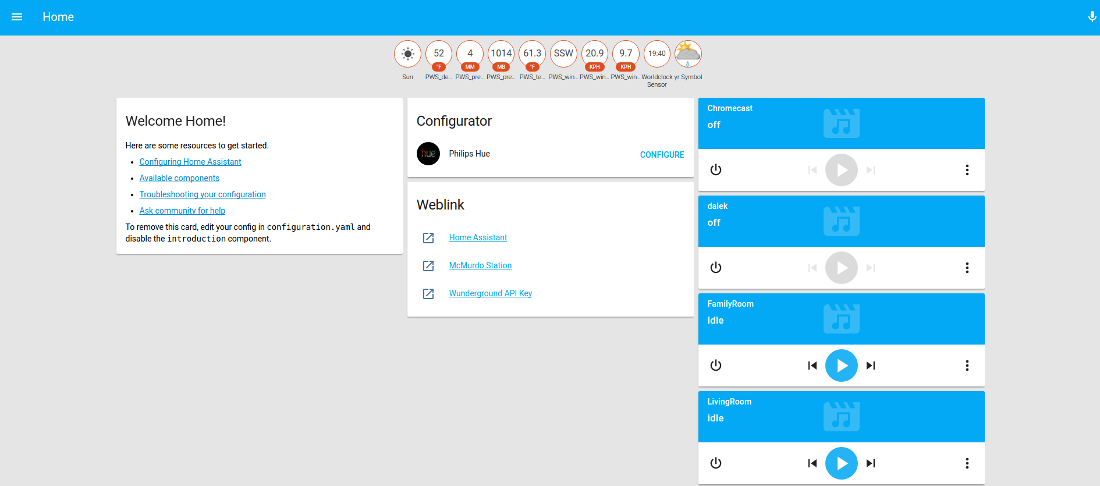 Home
52
4
1014
61.3
SSW
20.9
9.7
19:40
°F
MM
MB
°F
KPH
KPH
Sun
PWS_de...
PWS_pre...
PWS_pre...
PWS_te...
PWS_win...
PWS_win...
PWS_win...
Worldclock
Sensor
yr Symbol
Welcome Home!
Here are some resources to get started.
Configuring Home Assistant
Available components
Troubleshooting your configuration
Ask community for help
To remove this card, edit your config in configuration.yaml and
disable the introduction component.
Configurator
hue
Philips Hue
CONFIGURE
Weblink
Home Assistant
McMurdo Station
Wunderground API Key
Chromecast
off
dalek
off
FamilyRoom
idle
LivingRoom
idle